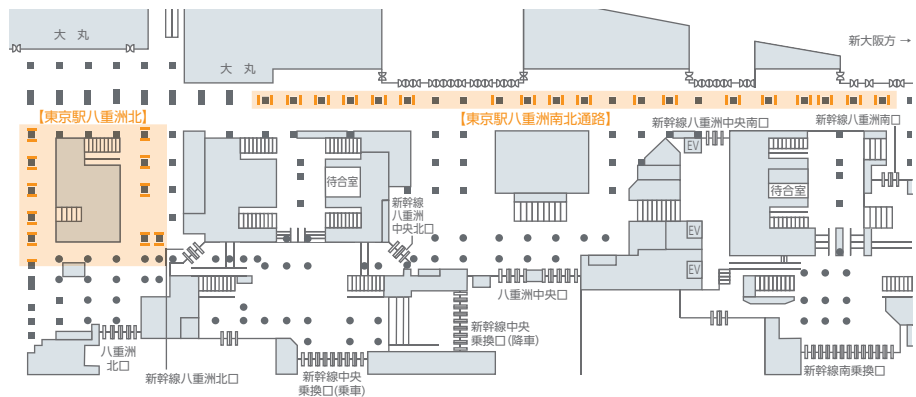 大 丸
大 丸
新大阪方 →
【東京駅八重洲北】
【東京駅八重洲南北通路】
新幹線八重洲中央南口
新幹線八重洲南口
EV
待合室
待合室
新幹線
八重洲
中央北口
EV
EV
八重洲中央口
八重洲
北口
新幹線八重洲北口
新幹線中央
乗換口(乗車)
新幹線中央
乗換口(降車)
新幹線南乗換口